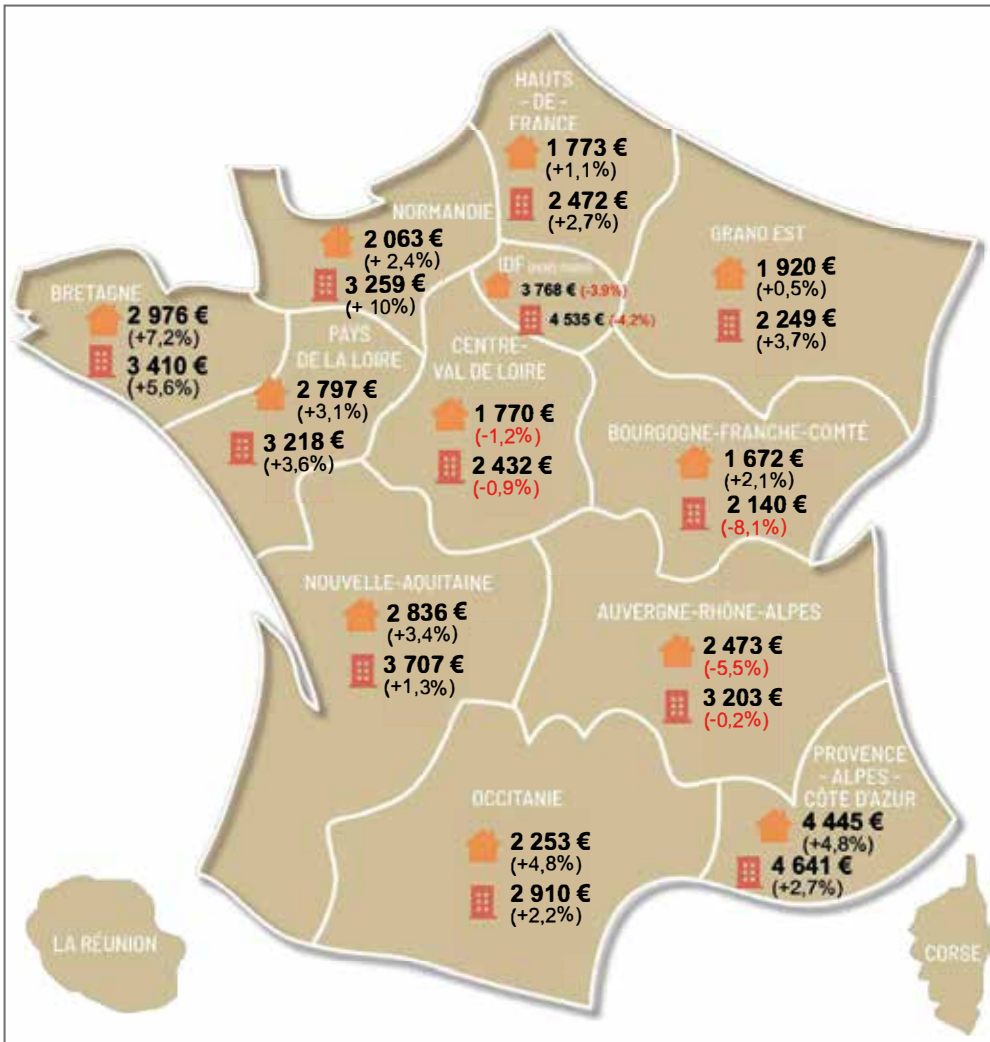 HAUTS
- DE -
FRANCE
1 773 €
(+1,1%)
2 472 €
(+2,7%)
NORMANDIE
2 063 €
(+ 2,4%)
3 259 €
(+ 10%)
GRAND EST
1 920 €
(+0,5%)
2 249 €
(+3,7%)
IDF
3 768 € (-3,9%)
4 535 € (-4,2%)
BRETAGNE
2 976 €
(+7,2%)
3 410 €
(+5,6%)
PAYS
DE LA LOIRE
2 797 €
(+3,1%)
3 218 €
(+3,6%)
CENTRE-
VAL DE LOIRE
1 770 €
(-1,2%)
2 432 €
(-0,9%)
BOURGOGNE-FRANCHE-COMTÉ
1 672 €
(+2,1%)
2 140 €
(-8,1%)
NOUVELLE-AQUITAINE
2 836 €
(+3,4%)
3 707 €
(+1,3%)
AUVERGNE-RHÔNE-ALPES
2 473 €
(-5,5%)
3 203 €
(-0,2%)
PROVENCE
- ALPES -
CÔTE D'AZUR
4 445 €
(+4,8%)
4 641 €
(+2,7%)
OCCITANIE
2 253 €
(+4,8%)
2 910 €
(+2,2%)
LA RÉUNION
CORSE